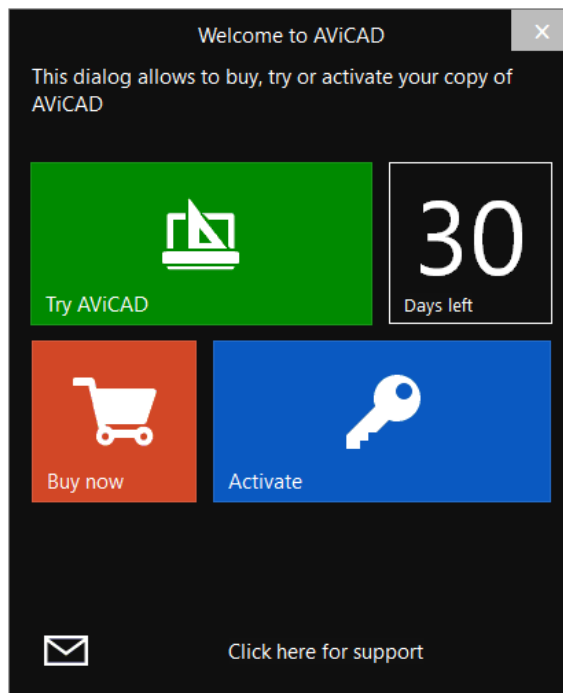 Welcome to AViCAD
This dialog allows to buy, try or activate your copy of
AViCAD
Try AViCAD
30
Days left
Buy now
Activate
Click here for support